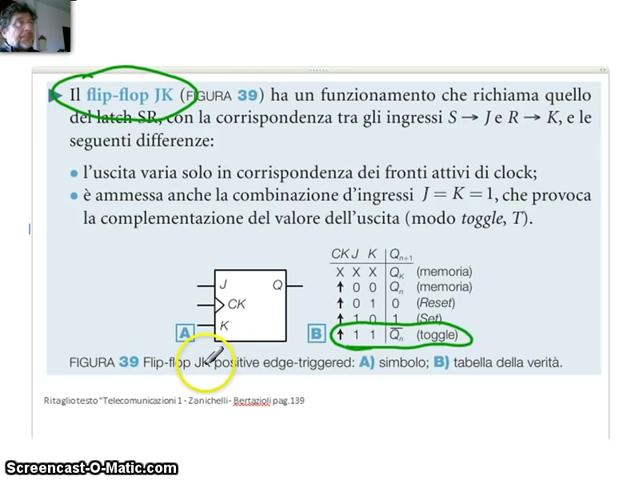 Il flip-flop JK (FIGURA 39) ha un funzionamento che richiama quello
del latch SR, con la corrispondenza tra gli ingressi S → J e R → K, e le
seguenti differenze:
• l'uscita varia solo in corrispondenza dei fronti attivi di clock;
• è ammessa anche la combinazione d'ingressi J = K = 1, che provoca
la complementazione del valore dell'uscita (modo toggle, T).
CK J K Qn+1
X X X QK (memoria)
↑ 0 0 Qn (memoria)
↑ 0 1 0 (Reset)
↑ 1 0 1 (Set)
↑ 1 1 Q̅n (toggle)
J Q
CK
K
A
B
FIGURA 39 Flip-flop JK positive edge-triggered: A) simbolo; B) tabella della verità.
Ritaglio testo "Telecomunicazioni 1 - Zanichelli- Bertazioli pag.139
Screencast-O-Matic.com